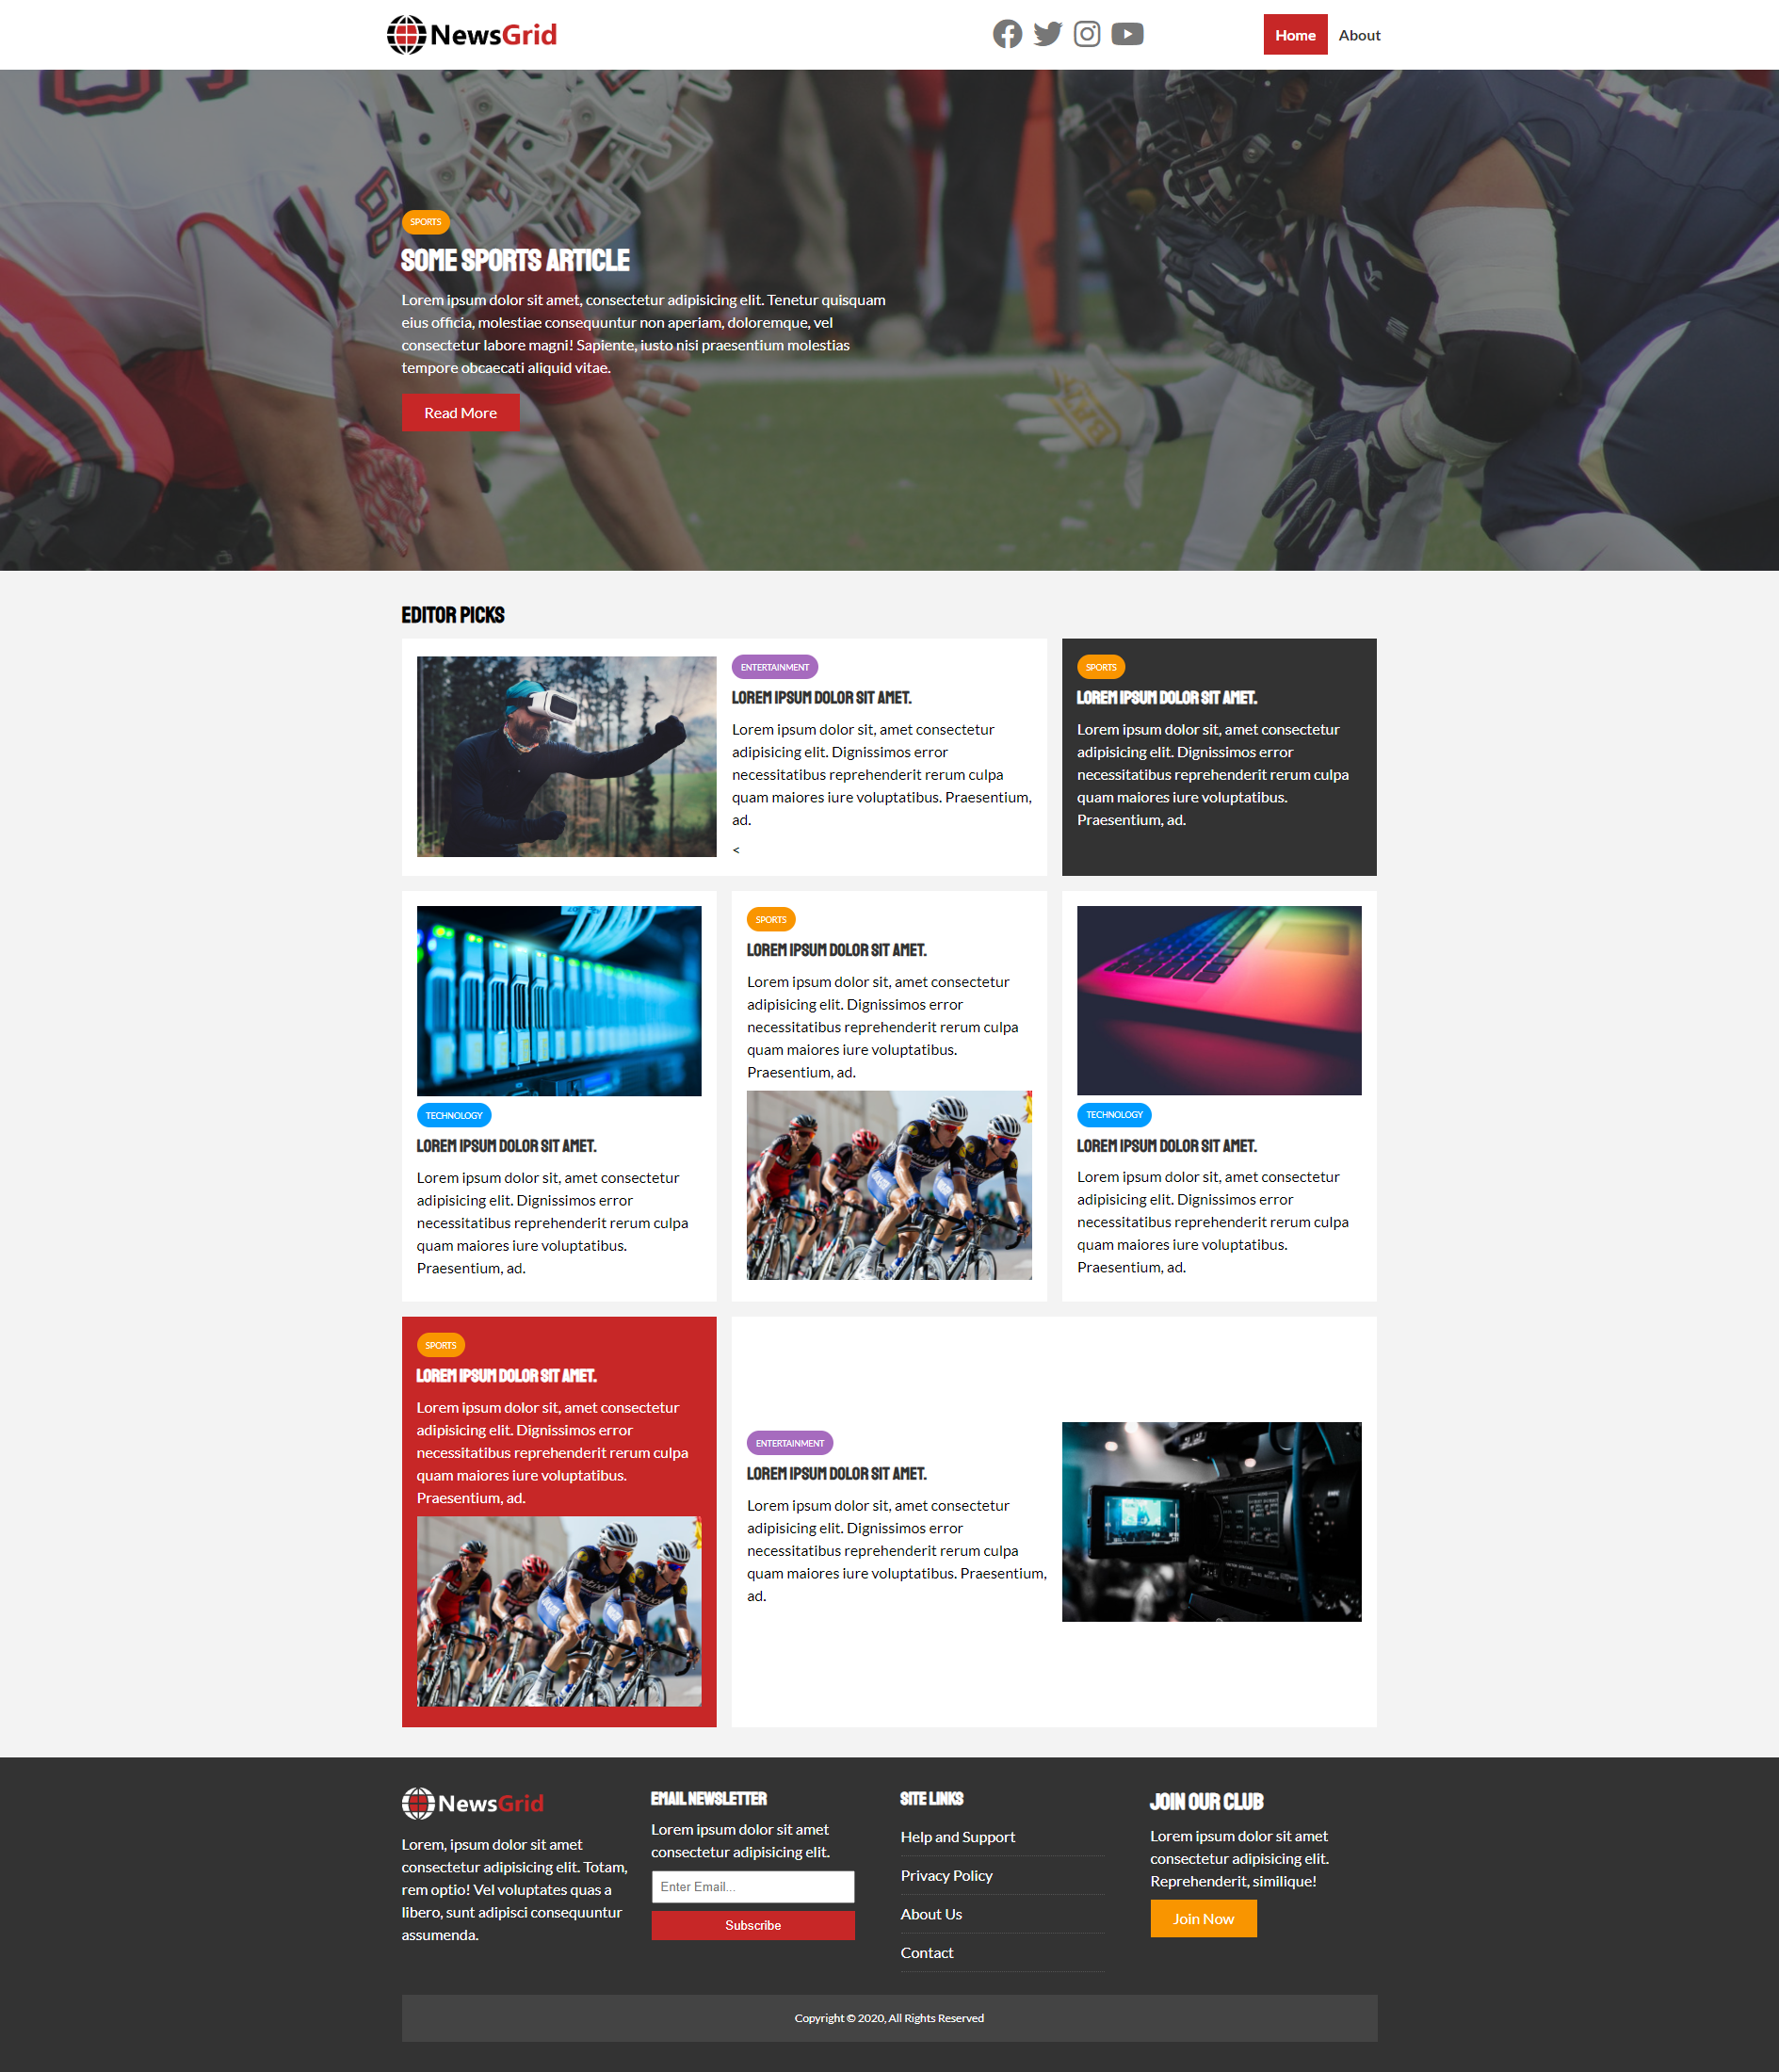 NewsGrid
Home
About
SPORTS
SOME SPORTS ARTICLE
Lorem ipsum dolor sit amet, consectetur adipisicing elit. Tenetur quisquam
eius officia, molestiae consequuntur non aperiam, doloremque, vel
consectetur labore magni! Sapiente, iusto nisi praesentium molestias
tempore obcaecati aliquid vitae.
Read More
EDITOR PICKS
ENTERTAINMENT
LOREM IPSUM DOLOR SIT AMET.
Lorem ipsum dolor sit, amet consectetur
adipisicing elit. Dignissimos error
necessitatibus reprehenderit rerum culpa
quam maiores iure voluptatibus. Praesentium,
ad.
<
SPORTS
LOREM IPSUM DOLOR SIT AMET.
Lorem ipsum dolor sit, amet consectetur
adipisicing elit. Dignissimos error
necessitatibus reprehenderit rerum culpa
quam maiores iure voluptatibus.
Praesentium, ad.
TECHNOLOGY
LOREM IPSUM DOLOR SIT AMET.
Lorem ipsum dolor sit, amet consectetur
adipisicing elit. Dignissimos error
necessitatibus reprehenderit rerum culpa
quam maiores iure voluptatibus.
Praesentium, ad.
SPORTS
LOREM IPSUM DOLOR SIT AMET.
Lorem ipsum dolor sit, amet consectetur
adipisicing elit. Dignissimos error
necessitatibus reprehenderit rerum culpa
quam maiores iure voluptatibus.
Praesentium, ad.
TECHNOLOGY
LOREM IPSUM DOLOR SIT AMET.
Lorem ipsum dolor sit, amet consectetur
adipisicing elit. Dignissimos error
necessitatibus reprehenderit rerum culpa
quam maiores iure voluptatibus.
Praesentium, ad.
SPORTS
LOREM IPSUM DOLOR SIT AMET.
Lorem ipsum dolor sit, amet consectetur
adipisicing elit. Dignissimos error
necessitatibus reprehenderit rerum culpa
quam maiores iure voluptatibus.
Praesentium, ad.
ENTERTAINMENT
LOREM IPSUM DOLOR SIT AMET.
Lorem ipsum dolor sit, amet consectetur
adipisicing elit. Dignissimos error
necessitatibus reprehenderit rerum culpa
quam maiores iure voluptatibus. Praesentium,
ad.
NewsGrid
Lorem, ipsum dolor sit amet
consectetur adipisicing elit. Totam,
rem optio! Vel voluptates quas a
libero, sunt adipisci consequuntur
assumenda.
EMAIL NEWSLETTER
Lorem ipsum dolor sit amet
consectetur adipisicing elit.
Enter Email...
Subscribe
SITE LINKS
Help and Support
Privacy Policy
About Us
Contact
JOIN OUR CLUB
Lorem ipsum dolor sit amet
consectetur adipisicing elit.
Reprehenderit, similique!
Join Now
Copyright © 2020, All Rights Reserved